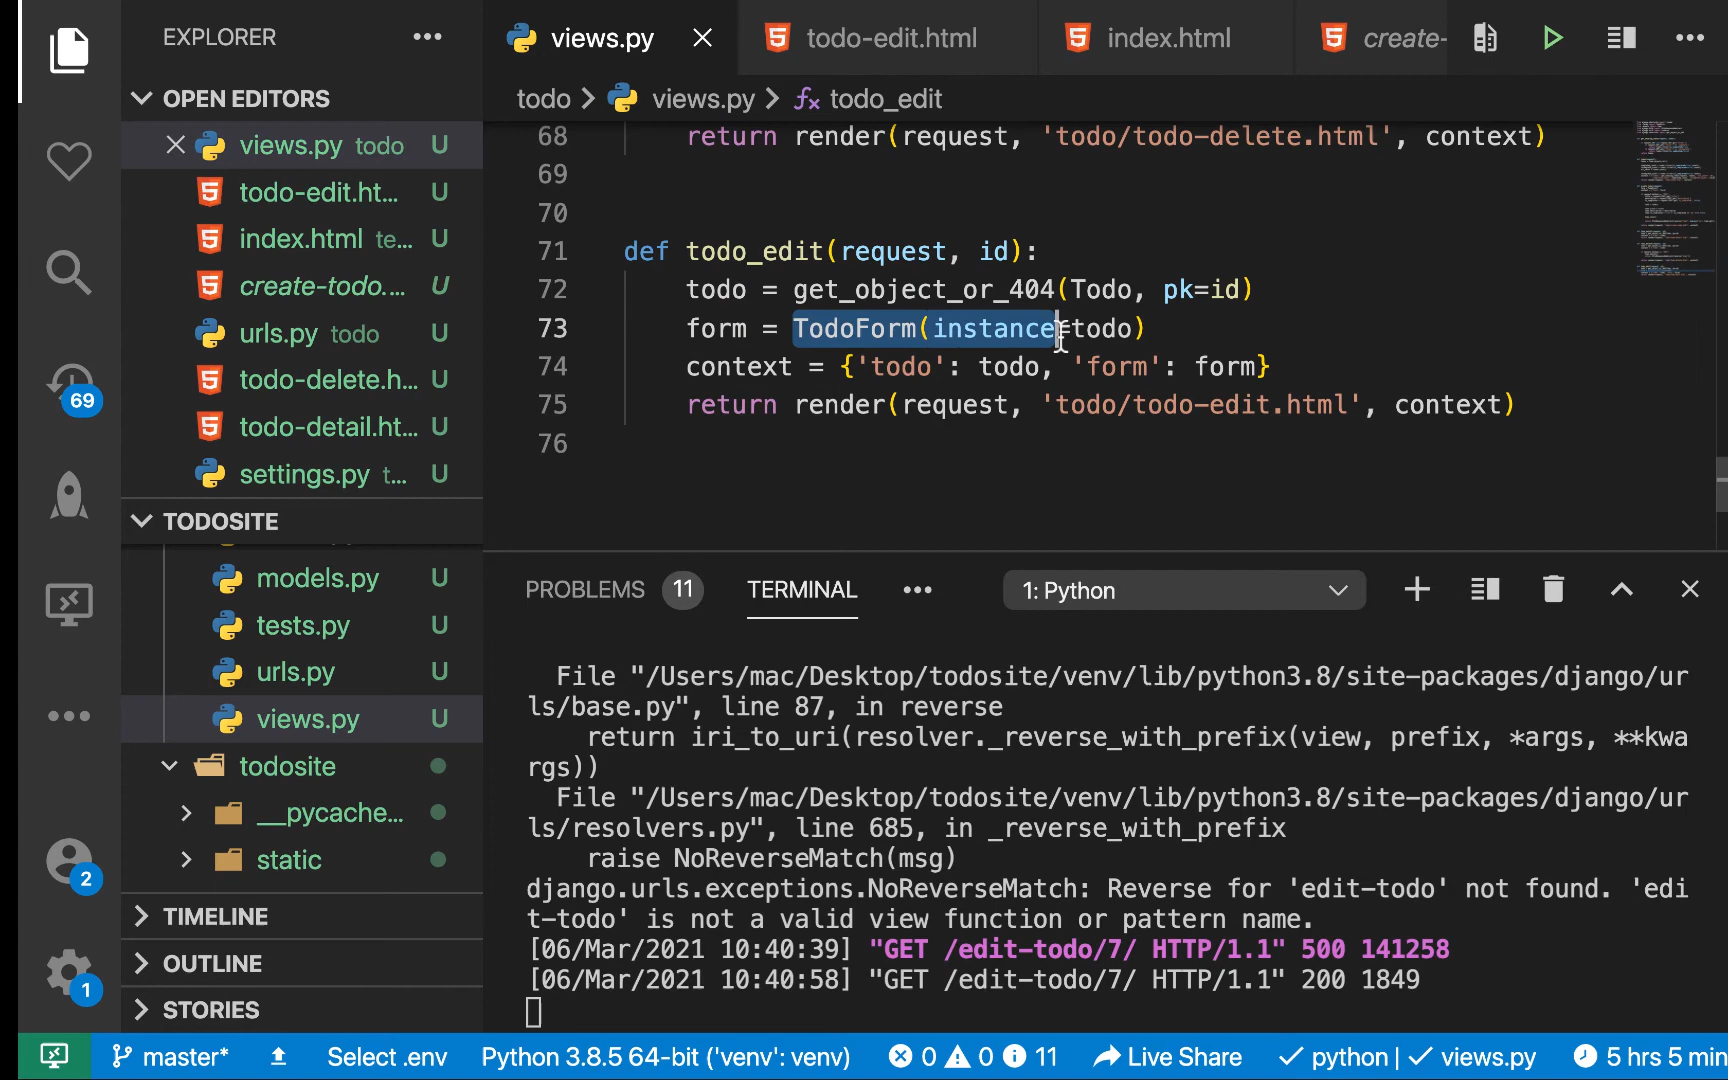 EXPLORER
OPEN EDITORS
views.py todo U
todo-edit.ht... U
index.html te... U
create-todo.... U
urls.py todo U
todo-delete.h... U
todo-detail.ht... U
settings.py t... U
TODOSITE
models.py U
tests.py U
urls.py U
views.py U
todosite
__pycache...
static
TIMELINE
OUTLINE
STORIES
69
2
1
views.py todo-edit.html index.html create-
todo > views.py > todo_edit
68 return render(request, 'todo/todo-delete.html', context)
69
70
71 def todo_edit(request, id):
72 todo = get_object_or_404(Todo, pk=id)
73 form = TodoForm(instance=todo)
74 context = {'todo': todo, 'form': form}
75 return render(request, 'todo/todo-edit.html', context)
76
PROBLEMS 11 TERMINAL 1: Python
File "/Users/mac/Desktop/todosite/venv/lib/python3.8/site-packages/django/ur
ls/base.py", line 87, in reverse
return iri_to_uri(resolver._reverse_with_prefix(view, prefix, *args, **kwa
rgs))
File "/Users/mac/Desktop/todosite/venv/lib/python3.8/site-packages/django/ur
ls/resolvers.py", line 685, in _reverse_with_prefix
raise NoReverseMatch(msg)
django.urls.exceptions.NoReverseMatch: Reverse for 'edit-todo' not found. 'edi
t-todo' is not a valid view function or pattern name.
[06/Mar/2021 10:40:39] "GET /edit-todo/7/ HTTP/1.1" 500 141258
[06/Mar/2021 10:40:58] "GET /edit-todo/7/ HTTP/1.1" 200 1849
master* Select .env Python 3.8.5 64-bit ('venv': venv) 0 0 11 Live Share python | views.py 5 hrs 5 min